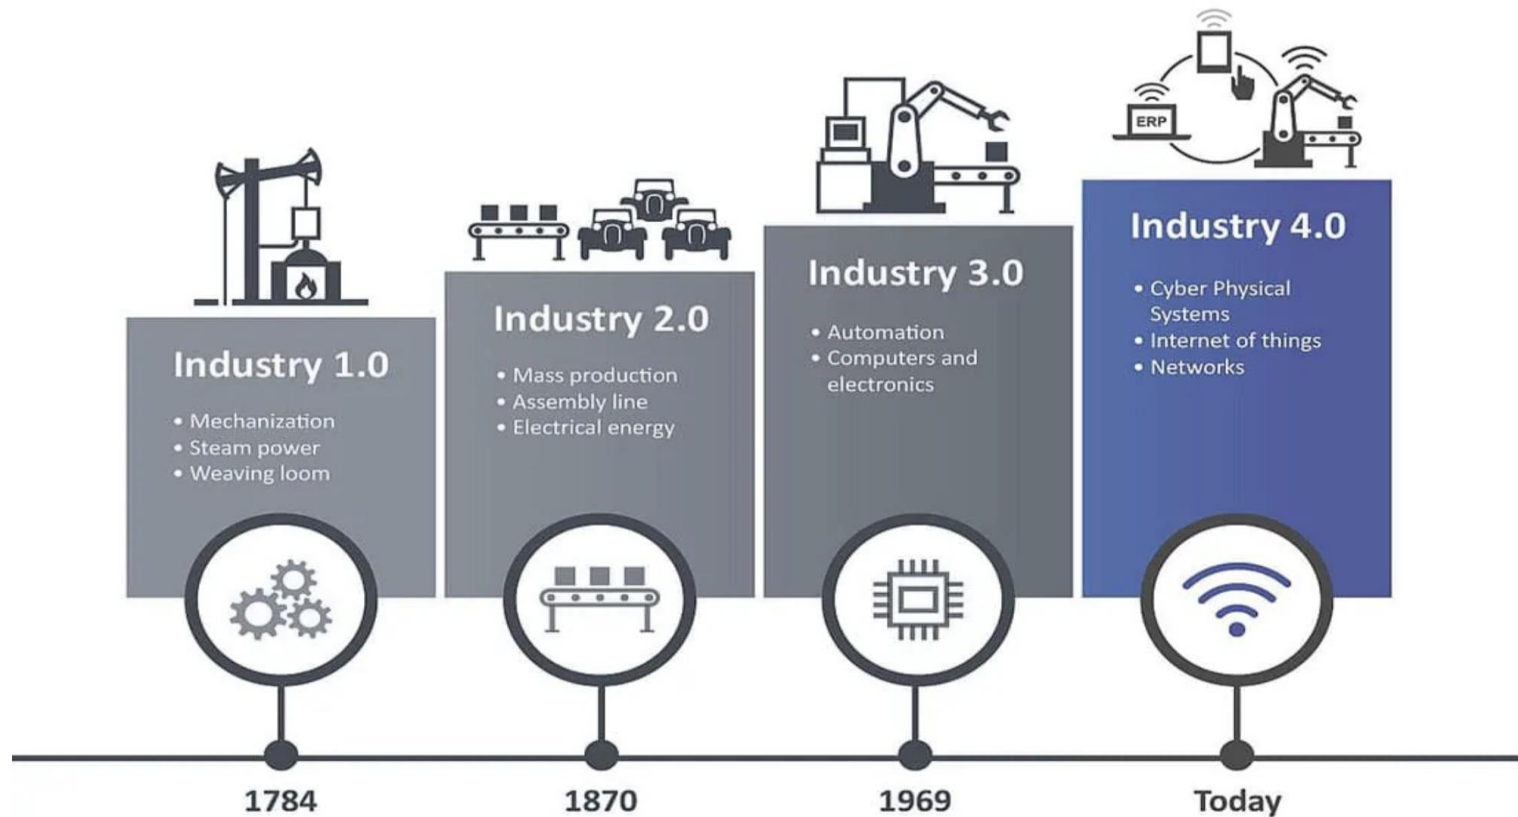 ERP
Industry 1.0
• Mechanization
• Steam power
• Weaving loom
Industry 2.0
• Mass production
• Assembly line
• Electrical energy
Industry 3.0
• Automation
• Computers and
electronics
Industry 4.0
• Cyber Physical
Systems
• Internet of things
• Networks
1784
1870
1969
Today